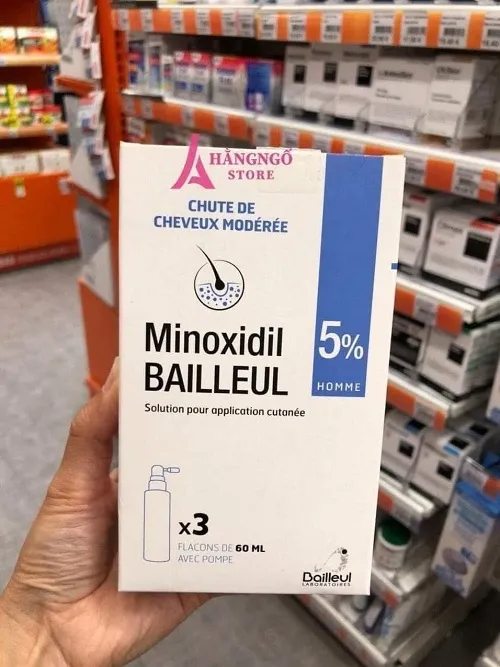 HẰNGNGỐ
STORE
CHUTE DE
CHEVEUX MODÉRÉE
Minoxidil
BAILLEUL
5%
HOMME
Solution pour application cutanée
x3
FLACONS DE 60 ML
AVEC POMPE
Bailleul
LABORATOIRES